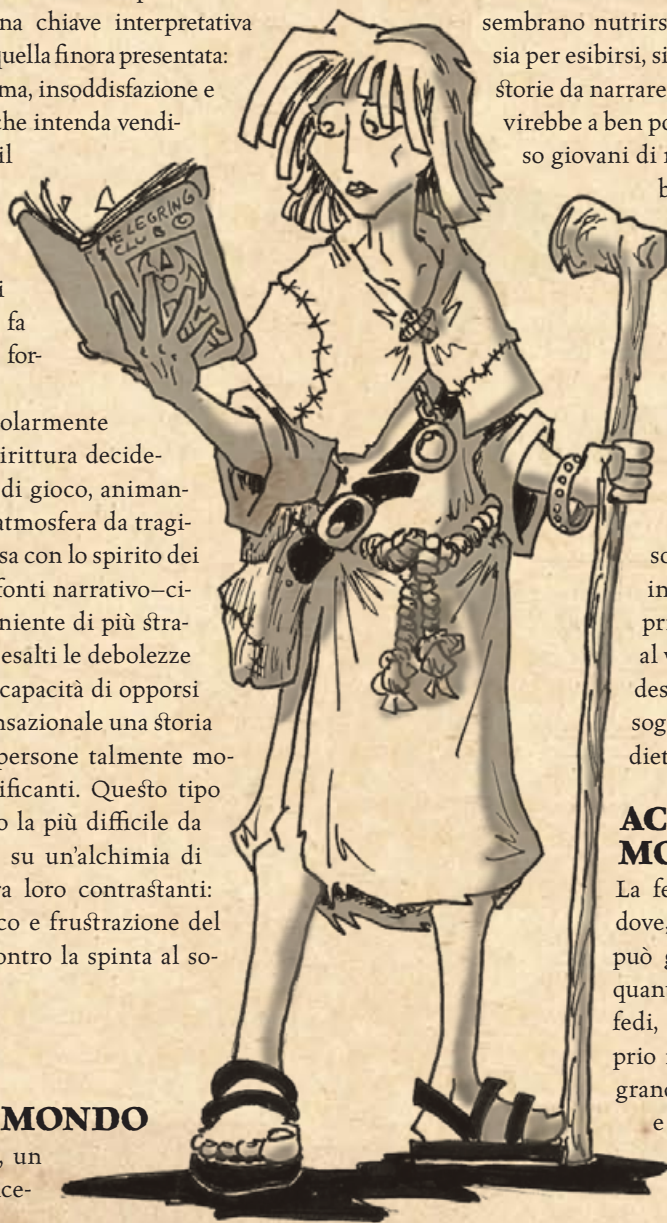 na chiave interpretativa
quella finora presentata:
ma, insoddisfazione e
che intenda vendi-
il
i
fa
for-
olarmente
irittura decide-
di gioco, animan-
atmosfera da tragi-
sa con lo spirito dei
fonti narrativo–ci-
niente di più stra-
esalti le debolezze
capacità di opporsi
nsazionale una storia
persone talmente mo-
ificanti. Questo tipo
o la più difficile da
su un'alchimia di
ra loro contrastanti:
co e frustrazione del
ontro la spinta al so-
MONDO
, un
ce-
PELEGRING
CLUB ©
sembrano nutrirs
sia per esibirsi, si
storie da narrare
virebbe a ben po
so giovani di
b
so
in
pr
al v
des
sog
diet
AC
MO
La fe
dove,
può g
quant
fedi,
prio
grand
e